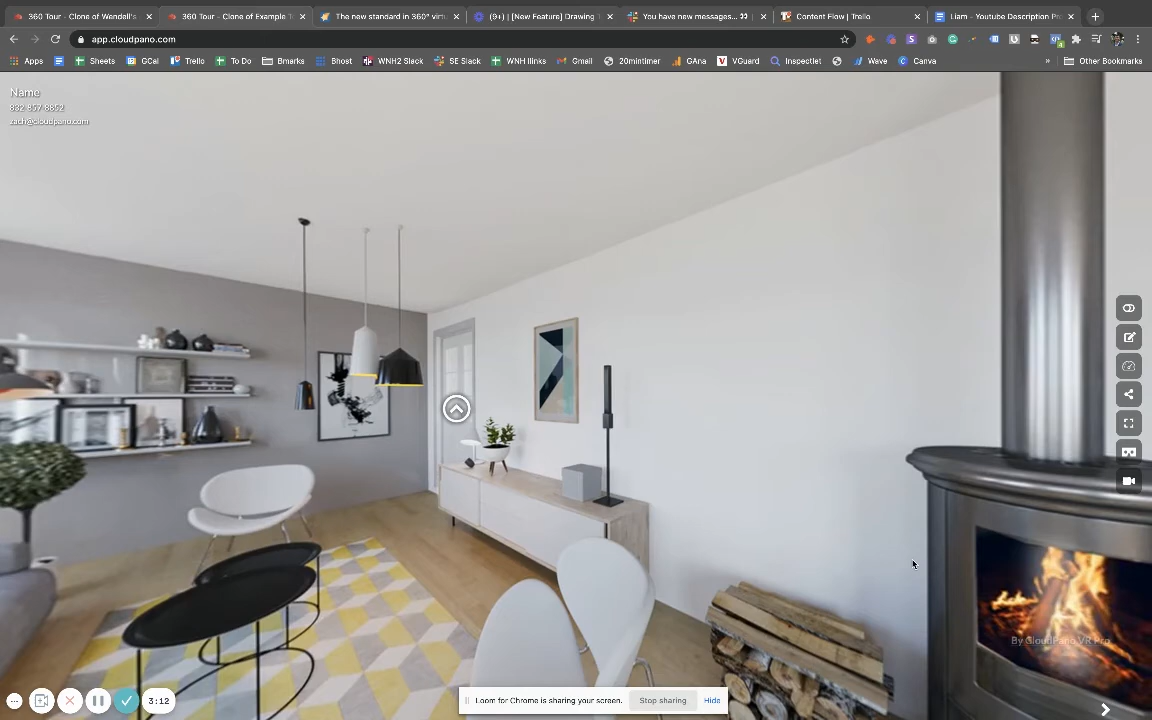 360 Tour - Clone of Wendell's
360 Tour - Clone of Example T
The new standard in 360° virtu
(9+) | [New Feature] Drawing T
You have new messages...
Content Flow | Trello
Liam - Youtube Description Pr
app.cloudpano.com
Apps
Sheets
GCal
Trello
To Do
Bmarks
Bhost
WNH2 Slack
SE Slack
WNH llinks
Gmail
20mintimer
GAna
VGuard
Inspectlet
Wave
Canva
»
Other Bookmarks
Name
832-857-8852
zach@cloudpano.com
By CloudPano VR Pro
3:12
Loom for Chrome is sharing your screen.
Stop sharing
Hide